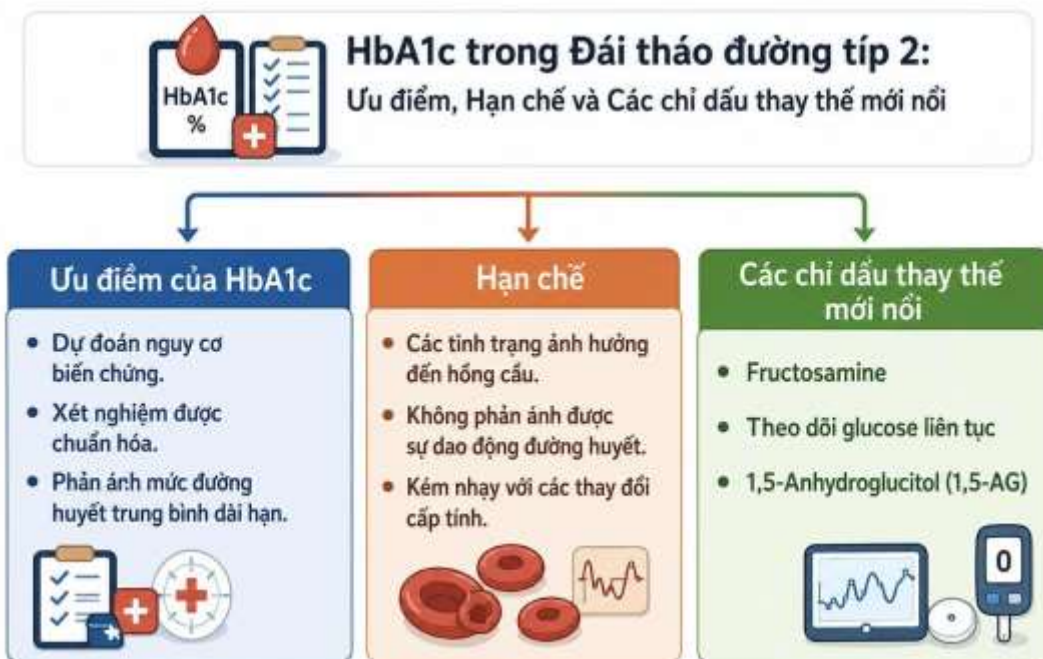 HbA1c
%
HbA1c trong Đái tháo đường típ 2:
Ưu điểm, Hạn chế và Các chỉ dấu thay thế mới nổi
Ưu điểm của HbA1c
• Dự đoán nguy cơ
biến chứng.
• Xét nghiệm được
chuẩn hóa.
• Phản ánh mức đường
huyết trung bình dài hạn.
Hạn chế
• Các tình trạng ảnh hưởng
đến hồng cầu.
• Không phản ánh được
sự dao động đường huyết.
• Kém nhạy với các thay đổi
cấp tính.
Các chỉ dấu thay thế
mới nổi
• Fructosamine
• Theo dõi glucose liên tục
• 1,5-Anhydroglucitol (1,5-AG)
0